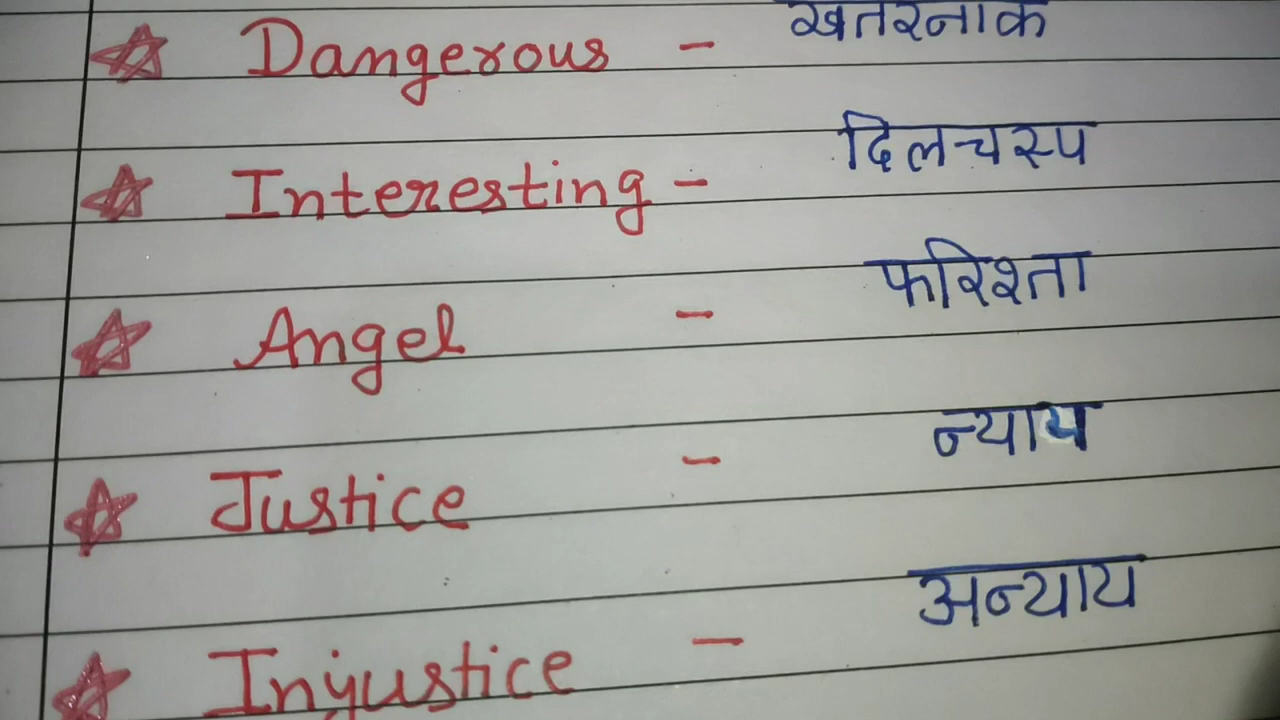 Dangerous - खतरनाक
Interesting - दिलचस्प
Angel - फरिश्ता
Justice - न्याय
Injustice - अन्याय